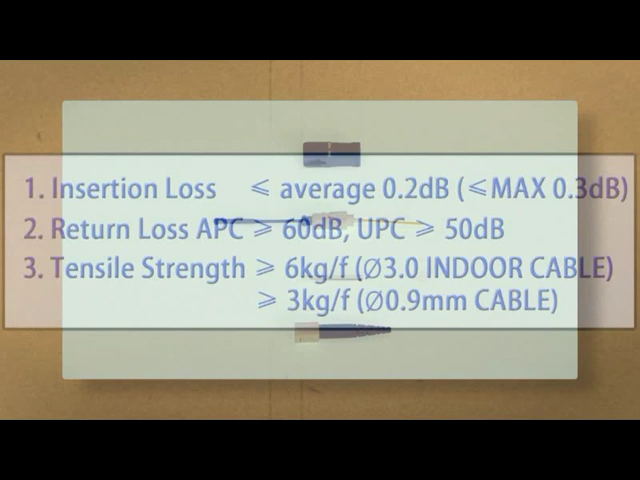 1. Insertion Loss ≤ average 0.2dB (≤MAX 0.3dB)
2. Return Loss APC ≥ 60dB, UPC ≥ 50dB
3. Tensile Strength ≥ 6kg/f (Ø3.0 INDOOR CABLE)
≥ 3kg/f (Ø0.9mm CABLE)